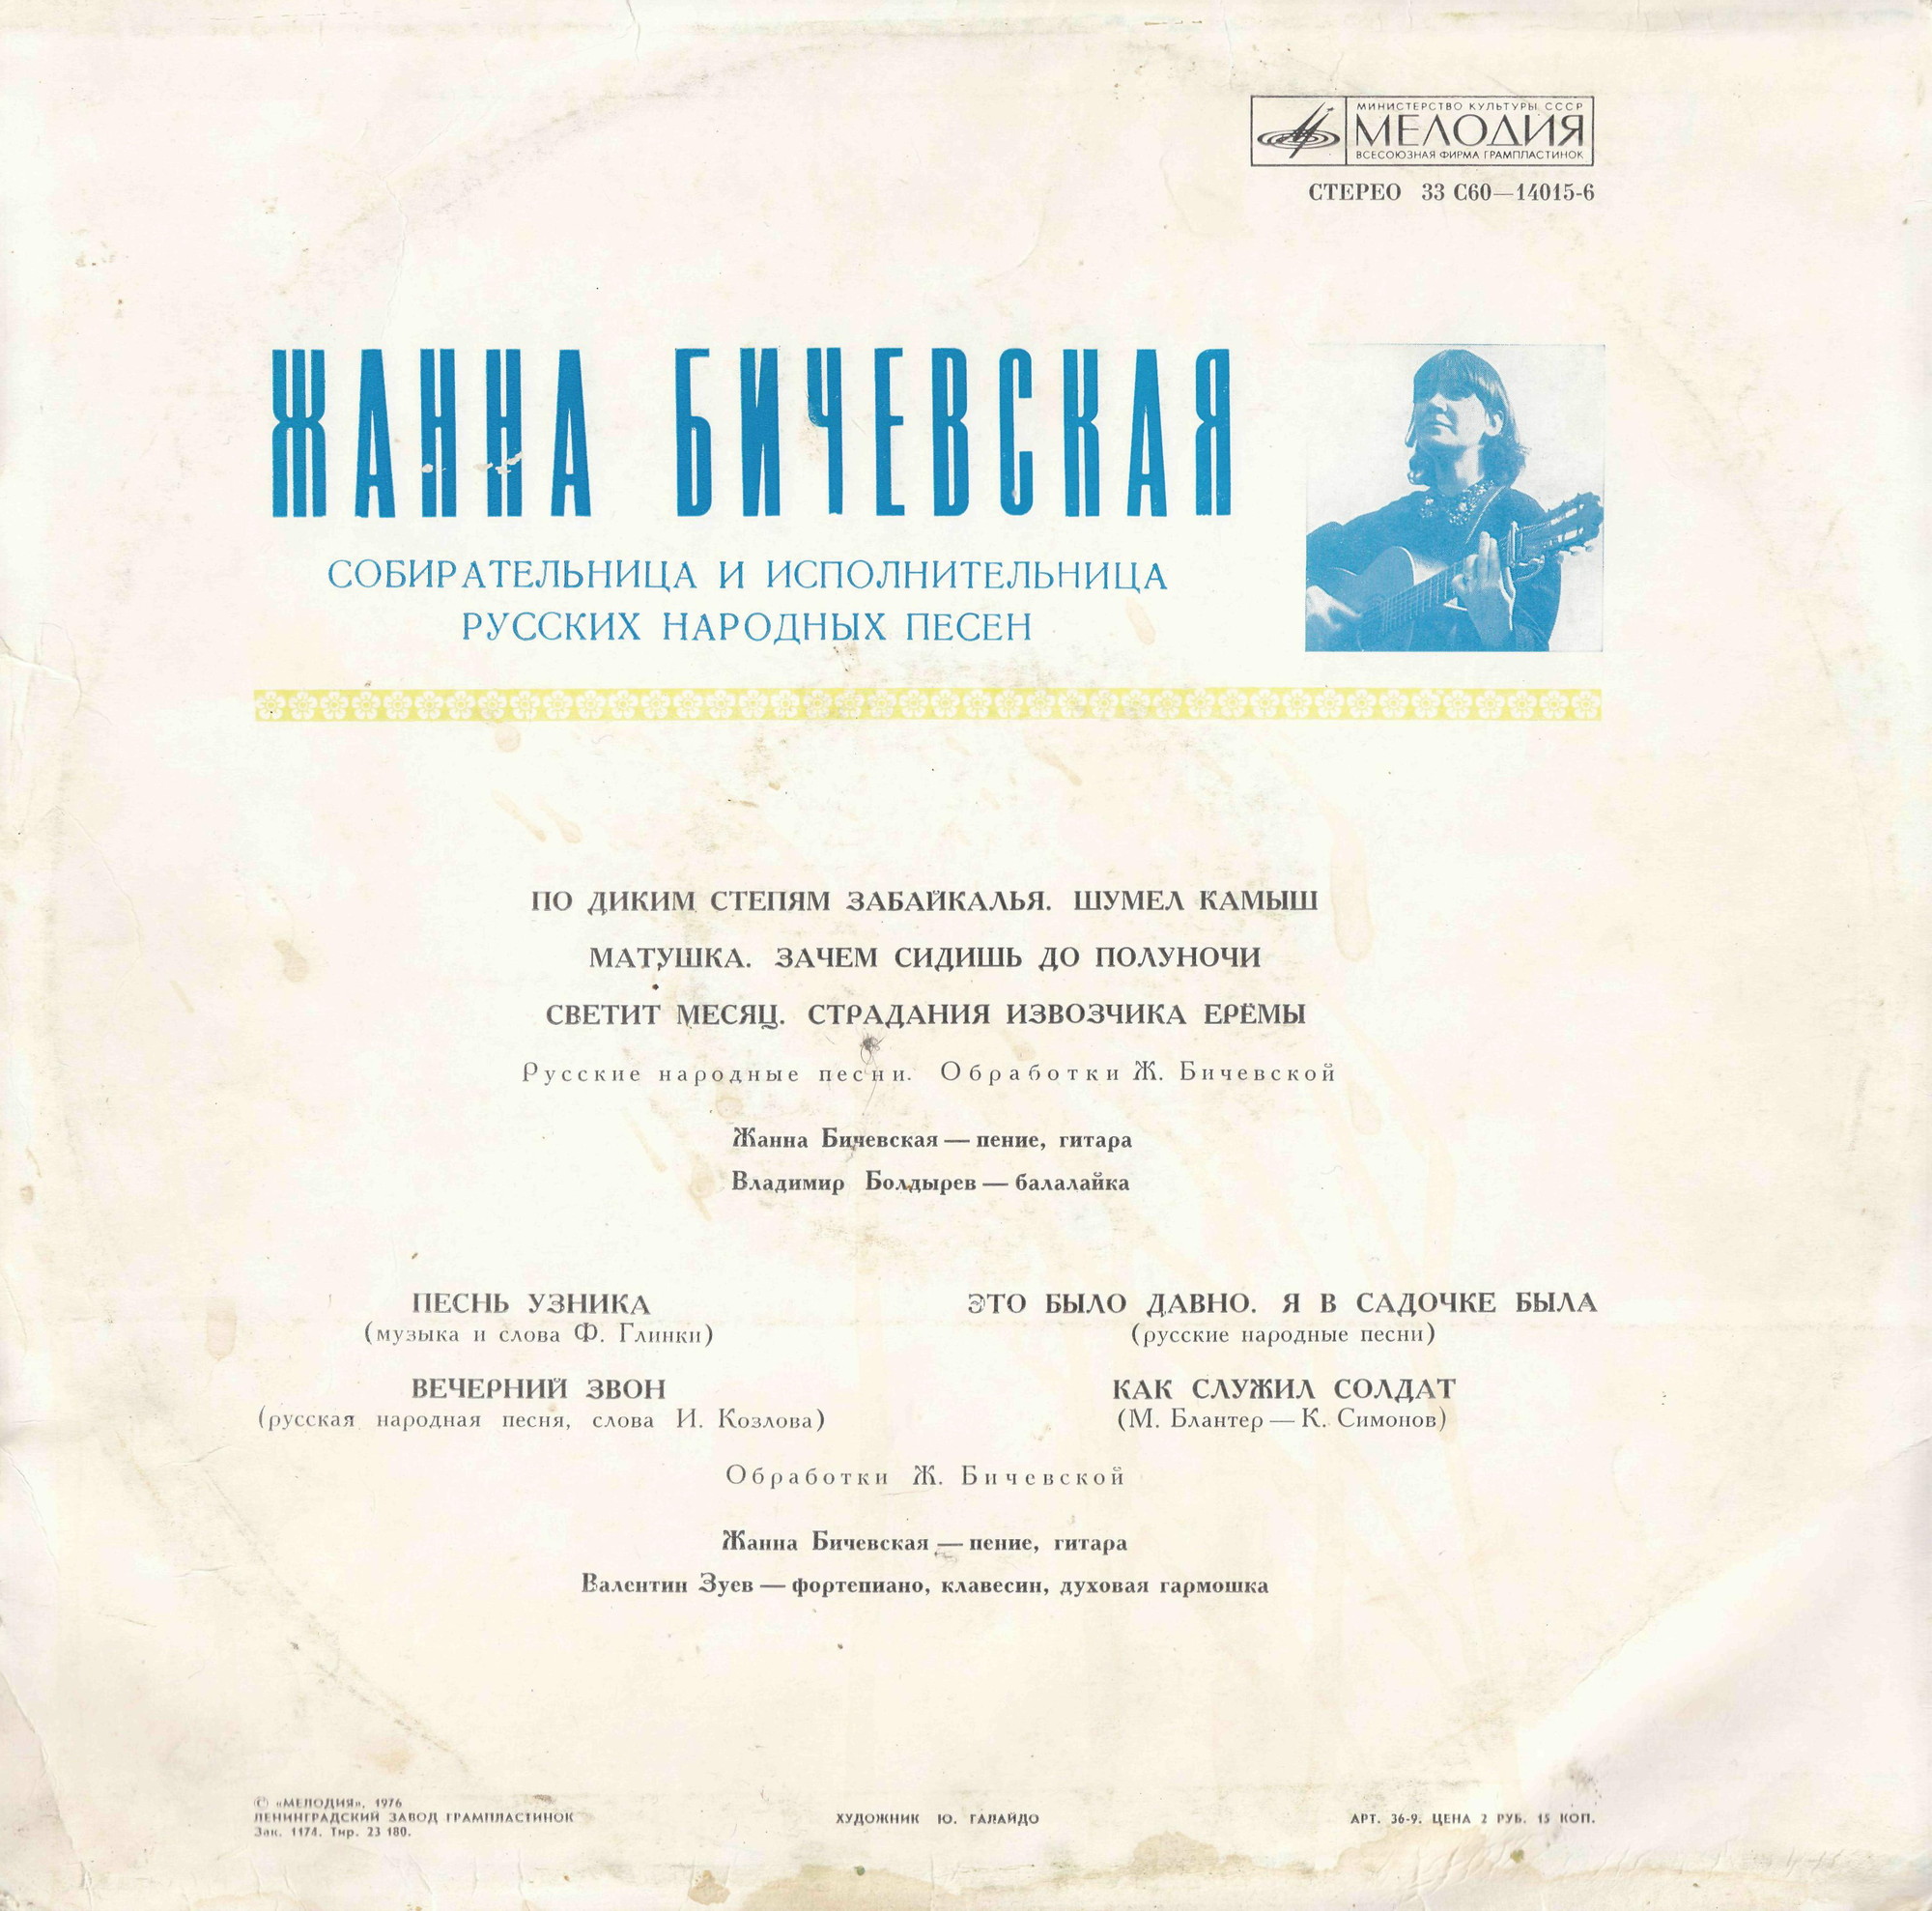 МИНИСТЕРСТВО КУЛЬТУРЫ СССР
МЕЛОДИЯ
ВСЕСОЮЗНАЯ ФИРМА ГРАМПЛАСТИНОК
СТЕРЕО 33 С60—14015-6
ЖАННА БИЧЕВСКАЯ
СОБИРАТЕЛЬНИЦА И ИСПОЛНИТЕЛЬНИЦА
РУССКИХ НАРОДНЫХ ПЕСЕН
ПО ДИКИМ СТЕПЯМ ЗАБАЙКАЛЬЯ. ШУМЕЛ КАМЫШ
МАТУШКА. ЗАЧЕМ СИДИШЬ ДО ПОЛУНОЧИ
СВЕТИТ МЕСЯЦ. СТРАДАНИЯ ИЗВОЗЧИКА ЕРЁМЫ
Русские народные песни. Обработки Ж. Бичевской
Жанна Бичевская — пение, гитара
Владимир Болдырев — балалайка
ПЕСНЬ УЗНИКА
(музыка и слова Ф. Глинки)
ВЕЧЕРНИЙ ЗВОН
(русская народная песня, слова И. Козлова)
ЭТО БЫЛО ДАВНО. Я В САДОЧКЕ БЫЛА
(русские народные песни)
КАК СЛУЖИЛ СОЛДАТ
(М. Блантер — К. Симонов)
Обработки Ж. Бичевской
Жанна Бичевская — пение, гитара
Валентин Зуев — фортепиано, клавесин, духовая гармошка
© «МЕЛОДИЯ», 1976
ЛЕНИНГРАДСКИЙ ЗАВОД ГРАМПЛАСТИНОК
Зак. 1174. Тир. 23 180.
ХУДОЖНИК Ю. ГАЛАЙДО
АРТ. 36-9. ЦЕНА 2 РУБ. 15 КОП.